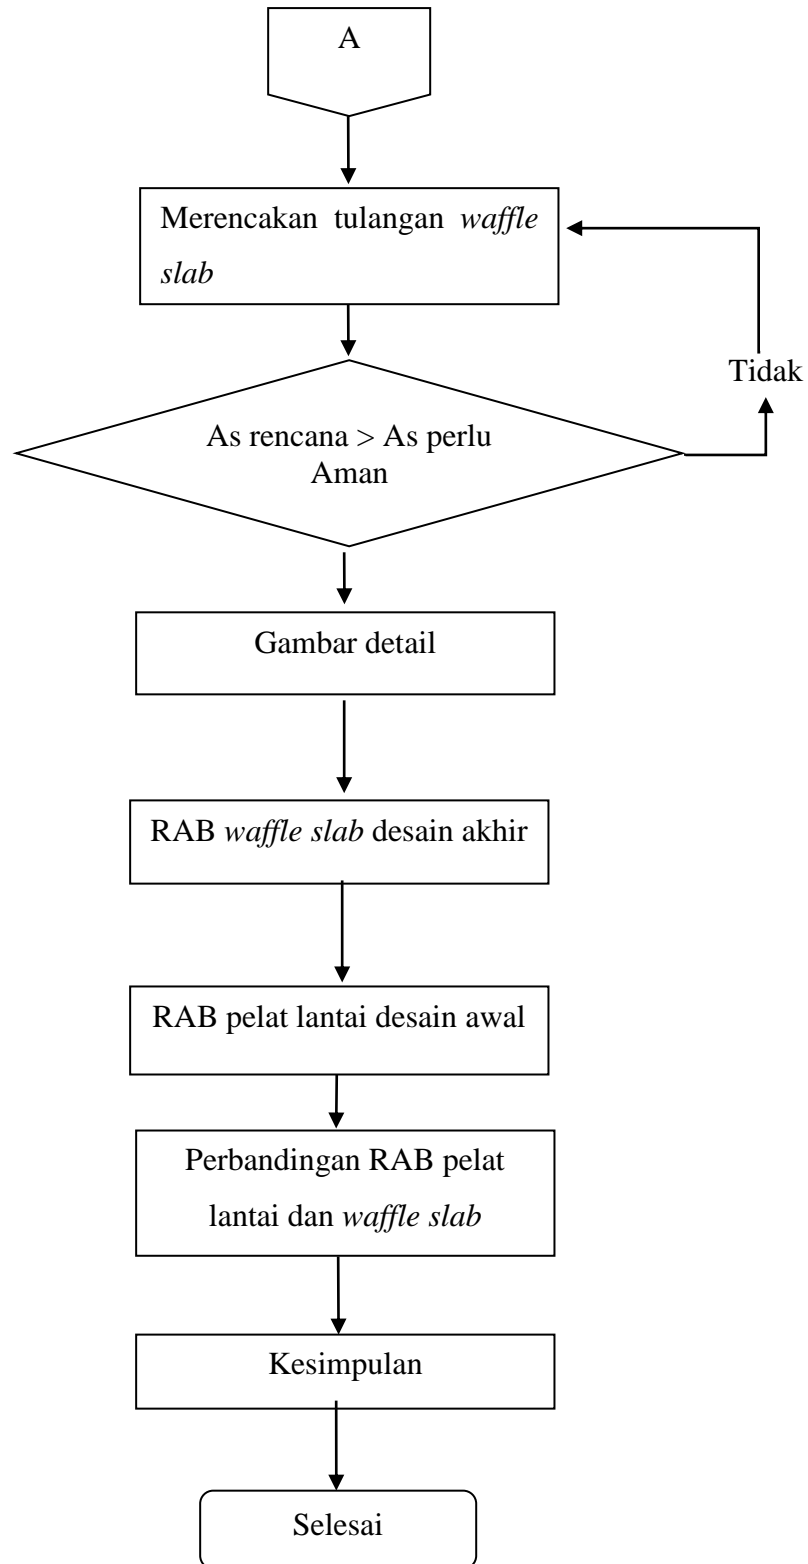 A
Merencakan tulangan waffle
slab
Tidak
As rencana > As perlu
Aman
Gambar detail
RAB waffle slab desain akhir
RAB pelat lantai desain awal
Perbandingan RAB pelat
lantai dan waffle slab
Kesimpulan
Selesai